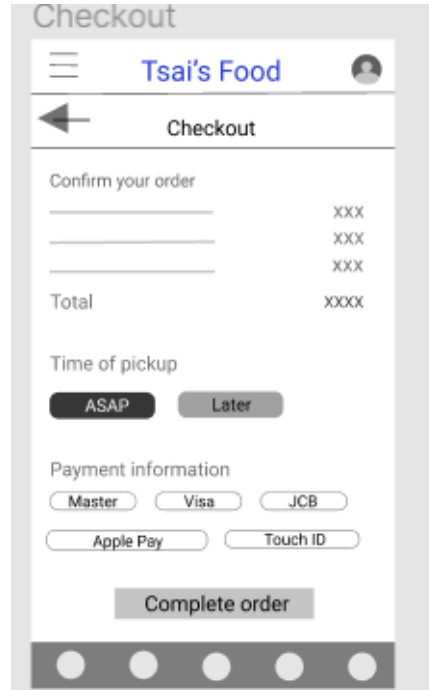 Checkout
Tsai's Food
Checkout
Confirm your order
xxx
xxx
xxx
Total xxxx
Time of pickup
ASAP Later
Payment information
Master Visa JCB
Apple Pay Touch ID
Complete order